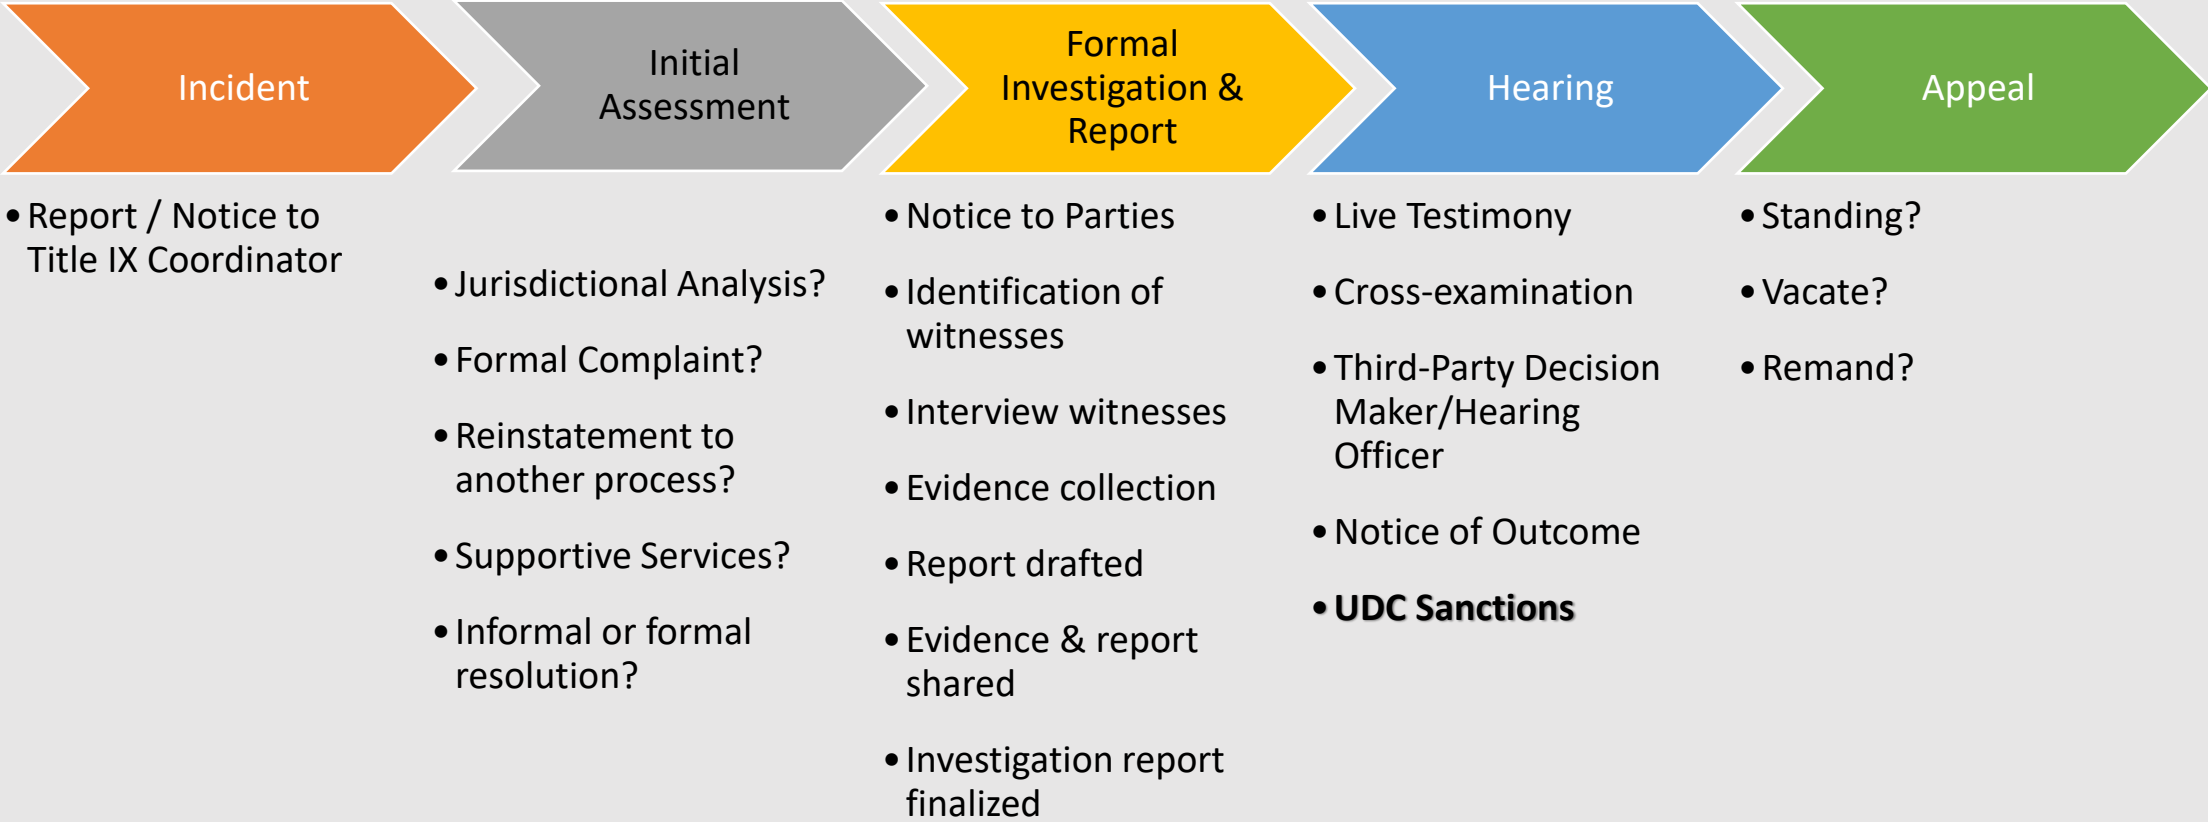 Incident
• Report / Notice to
Title IX Coordinator
Initial
Assessment
• Jurisdictional Analysis?
• Formal Complaint?
• Reinstatement to
another process?
• Supportive Services?
• Informal or formal
resolution?
Formal
Investigation &
Report
• Notice to Parties
• Identification of
witnesses
• Interview witnesses
• Evidence collection
• Report drafted
• Evidence & report
shared
• Investigation report
finalized
Hearing
• Live Testimony
• Cross-examination
• Third-Party Decision
Maker/Hearing
Officer
• Notice of Outcome
• UDC Sanctions
Appeal
• Standing?
• Vacate?
• Remand?